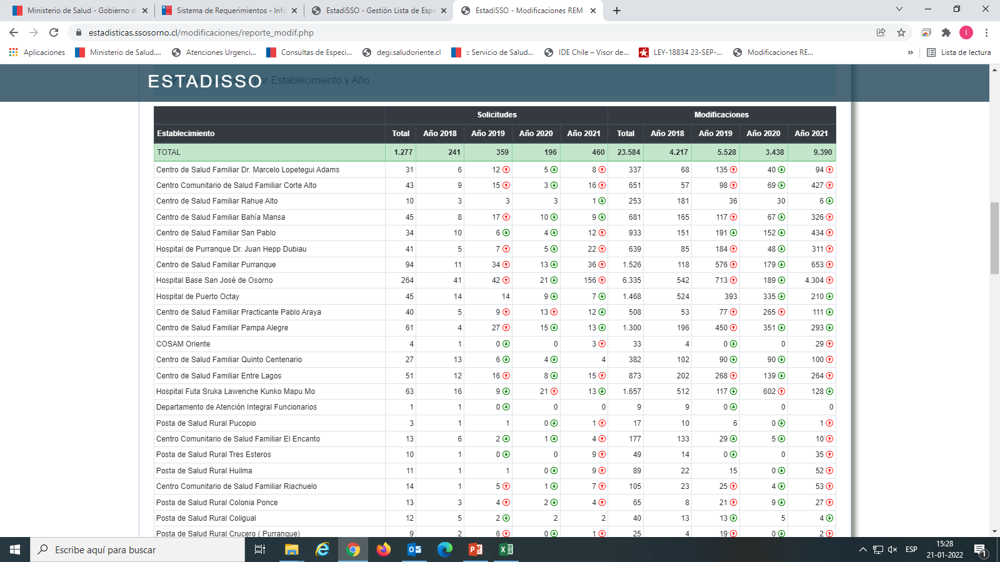 Ministerio de Salud - Gobierno d
Sistema de Requerimientos - Info
EstadiSSO - Gestión Lista de Espe
EstadiSSO - Modificaciones REM
estadisticas.ssosorno.cl/modificaciones/reporte_modif.php
I
Aplicaciones
Ministerio de Salud....
Atenciones Urgenci...
Consultas de Especi...
degi.saludoriente.cl
:: Servicio de Salud...
IDE Chile – Visor de...
LEY-18834 23-SEP-...
Modificaciones RE...
»
Lista de lectura
ESTADISSO
por Establecimiento y Año
Solicitudes Modificaciones
Establecimiento Total Año 2018 Año 2019 Año 2020 Año 2021 Total Año 2018 Año 2019 Año 2020 Año 2021
TOTAL 1.277 241 359 196 460 23.584 4.217 5.528 3.438 9.390
Centro de Salud Familiar Dr. Marcelo Lopetegui Adams 31 6 12 5 8 337 68 135 40 94
Centro Comunitario de Salud Familiar Corte Alto 43 9 15 3 16 651 57 98 69 427
Centro de Salud Familiar Rahue Alto 10 3 3 3 1 253 181 36 30 6
Centro de Salud Familiar Bahía Mansa 45 8 17 10 9 681 165 117 67 326
Centro de Salud Familiar San Pablo 34 10 6 4 12 933 151 191 152 434
Hospital de Purranque Dr. Juan Hepp Dubiau 41 5 7 5 22 639 85 184 48 311
Centro de Salud Familiar Purranque 94 11 34 13 36 1.526 118 576 179 653
Hospital Base San José de Osorno 264 41 42 21 156 6.335 542 713 189 4.304
Hospital de Puerto Octay 45 14 14 9 7 1.468 524 393 335 210
Centro de Salud Familiar Practicante Pablo Araya 40 5 9 13 12 508 53 77 265 111
Centro de Salud Familiar Pampa Alegre 61 4 27 15 13 1.300 196 450 351 293
COSAM Oriente 4 1 0 0 3 33 4 0 0 29
Centro de Salud Familiar Quinto Centenario 27 13 6 4 4 382 102 90 90 100
Centro de Salud Familiar Entre Lagos 51 12 16 8 15 873 202 268 139 264
Hospital Futa Sruka Lawenche Kunko Mapu Mo 63 16 9 21 13 1.657 512 117 602 128
Departamento de Atención Integral Funcionarios 1 1 0 0 0 9 9 0 0 0
Posta de Salud Rural Pucopio 3 1 1 0 1 17 10 6 0 1
Centro Comunitario de Salud Familiar El Encanto 13 6 2 1 4 177 133 29 5 10
Posta de Salud Rural Tres Esteros 10 1 0 0 9 49 14 0 0 35
Posta de Salud Rural Huilma 11 1 1 0 9 89 22 15 0 52
Centro Comunitario de Salud Familiar Riachuelo 14 1 5 1 7 105 23 25 4 53
Posta de Salud Rural Colonia Ponce 13 3 4 2 4 65 8 21 9 27
Posta de Salud Rural Coligual 12 5 2 2 2 40 13 13 5 4
Posta de Salud Rural Crucero ( Purranque) 9 2 6 0 1 25 4 19 0 2
Escribe aquí para buscar
ESP
15:28
21-01-2022
1